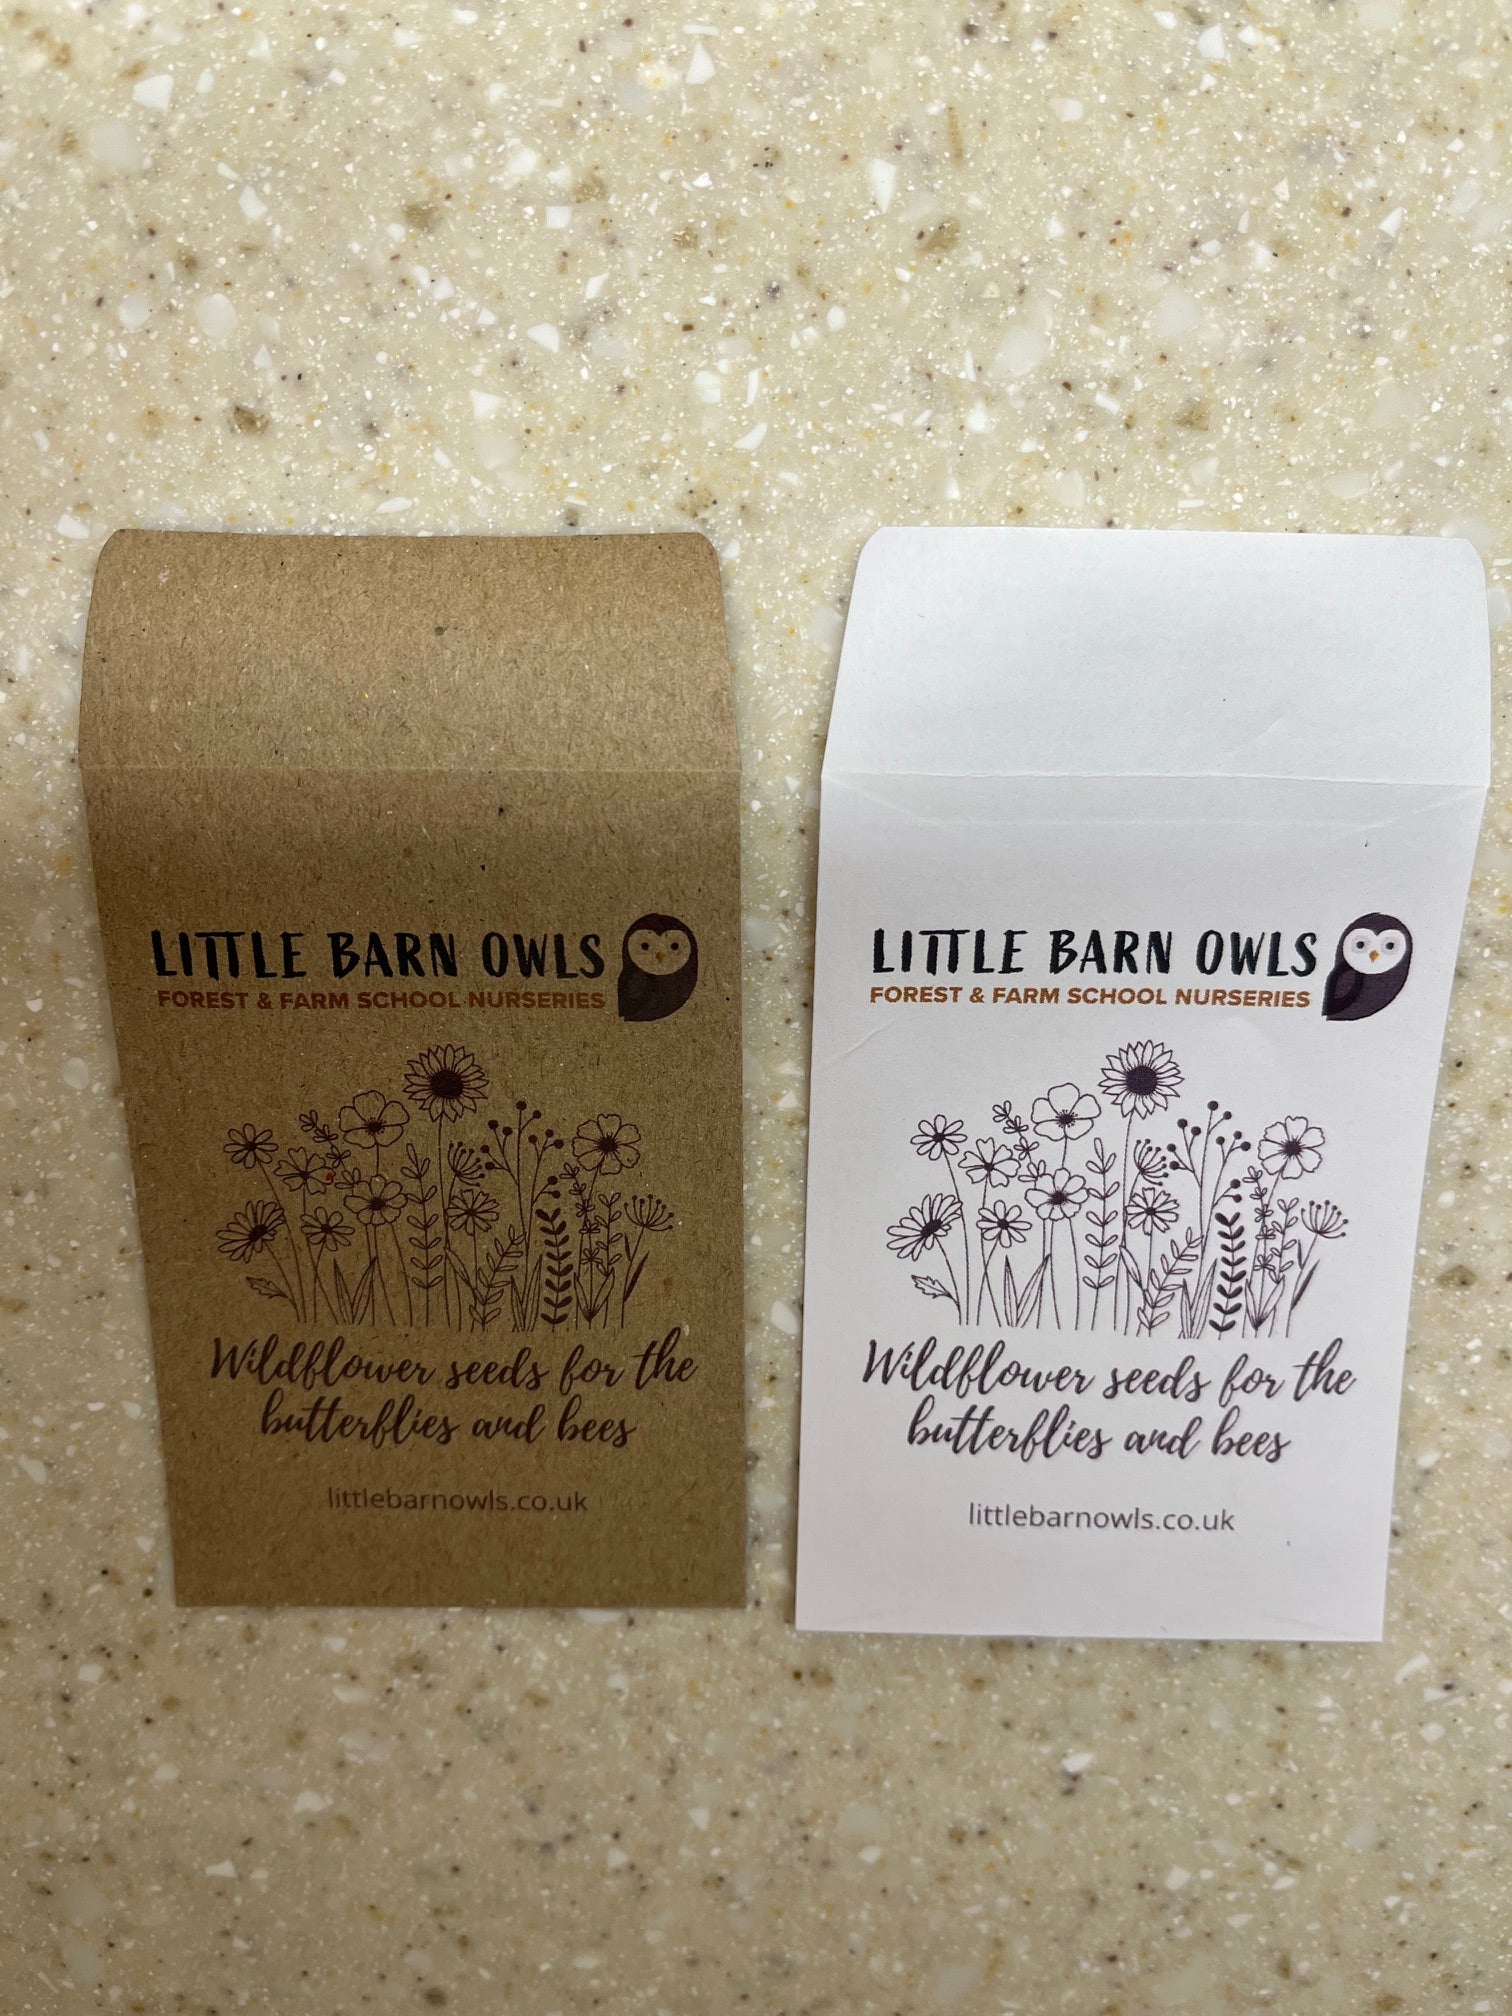 LITTLE BARN OWLS
FOREST & FARM SCHOOL NURSERIES
Wildflower seeds for the
butterflies and bees
littlebarnowls.co.uk
LITTLE BARN OWLS
FOREST & FARM SCHOOL NURSERIES
Wildflower seeds for the
butterflies and bees
littlebarnowls.co.uk